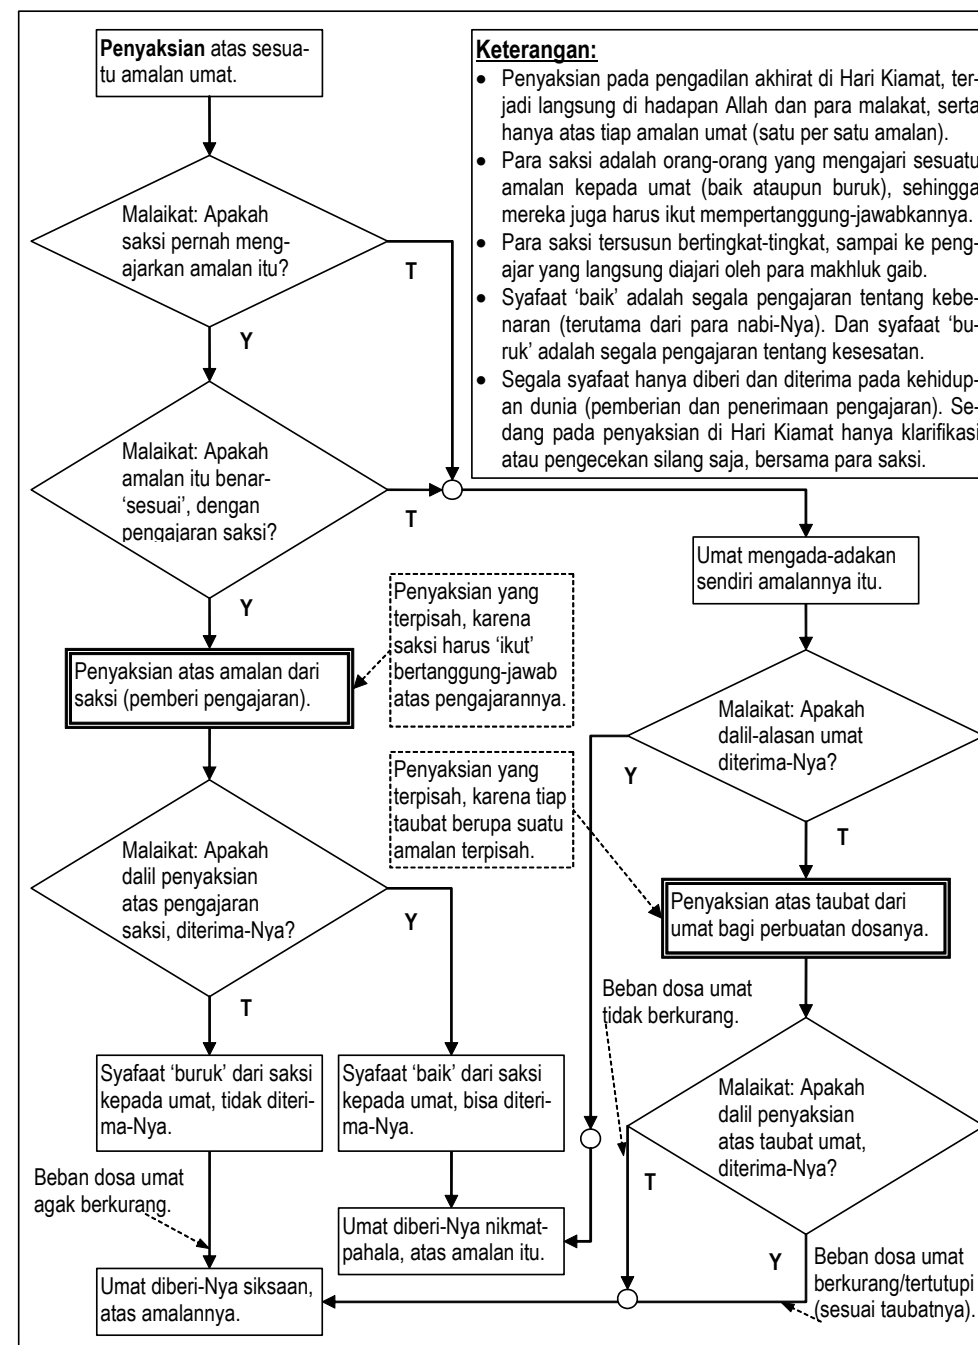 Penyaksian atas sesua-
tu amalan umat.
Keterangan:
• Penyaksian pada pengadilan akhirat di Hari Kiamat, ter-
jadi langsung di hadapan Allah dan para malakat, serta
hanya atas tiap amalan umat (satu per satu amalan).
• Para saksi adalah orang-orang yang mengajari sesuatu
amalan kepada umat (baik ataupun buruk), sehingga
mereka juga harus ikut mempertanggung-jawabkannya.
• Para saksi tersusun bertingkat-tingkat, sampai ke peng-
ajar yang langsung diajari oleh para makhluk gaib.
• Syafaat ‘baik’ adalah segala pengajaran tentang kebe-
naran (terutama dari para nabi-Nya). Dan syafaat ‘bu-
ruk’ adalah segala pengajaran tentang kesesatan.
• Segala syafaat hanya diberi dan diterima pada kehidup-
an dunia (pemberian dan penerimaan pengajaran). Se-
dang pada penyaksian di Hari Kiamat hanya klarifikasi
atau pengecekan silang saja, bersama para saksi.
Malaikat: Apakah
saksi pernah meng-
ajarkan amalan itu?
T
Y
Malaikat: Apakah
amalan itu benar-
‘sesuai’, dengan
pengajaran saksi?
T
Y
Umat mengada-adakan
sendiri amalannya itu.
Penyaksian yang
terpisah, karena
saksi harus ‘ikut’
bertanggung-jawab
atas pengajarannya.
Penyaksian atas amalan dari
saksi (pemberi pengajaran).
Malaikat: Apakah
dalil-alasan umat
diterima-Nya?
Y
T
Penyaksian yang
terpisah, karena tiap
taubat berupa suatu
amalan terpisah.
Malaikat: Apakah
dalil penyaksian
atas pengajaran
saksi, diterima-Nya?
Y
T
Penyaksian atas taubat dari
umat bagi perbuatan dosanya.
Beban dosa umat
tidak berkurang.
Syafaat ‘buruk’ dari saksi
kepada umat, tidak diteri-
ma-Nya.
Syafaat ‘baik’ dari saksi
kepada umat, bisa diteri-
ma-Nya.
Malaikat: Apakah
dalil penyaksian
atas taubat umat,
diterima-Nya?
T
Y
Beban dosa umat
agak berkurang.
Umat diberi-Nya nikmat-
pahala, atas amalan itu.
Beban dosa umat
berkurang/tertutupi
(sesuai taubatnya).
Umat diberi-Nya siksaan,
atas amalannya.